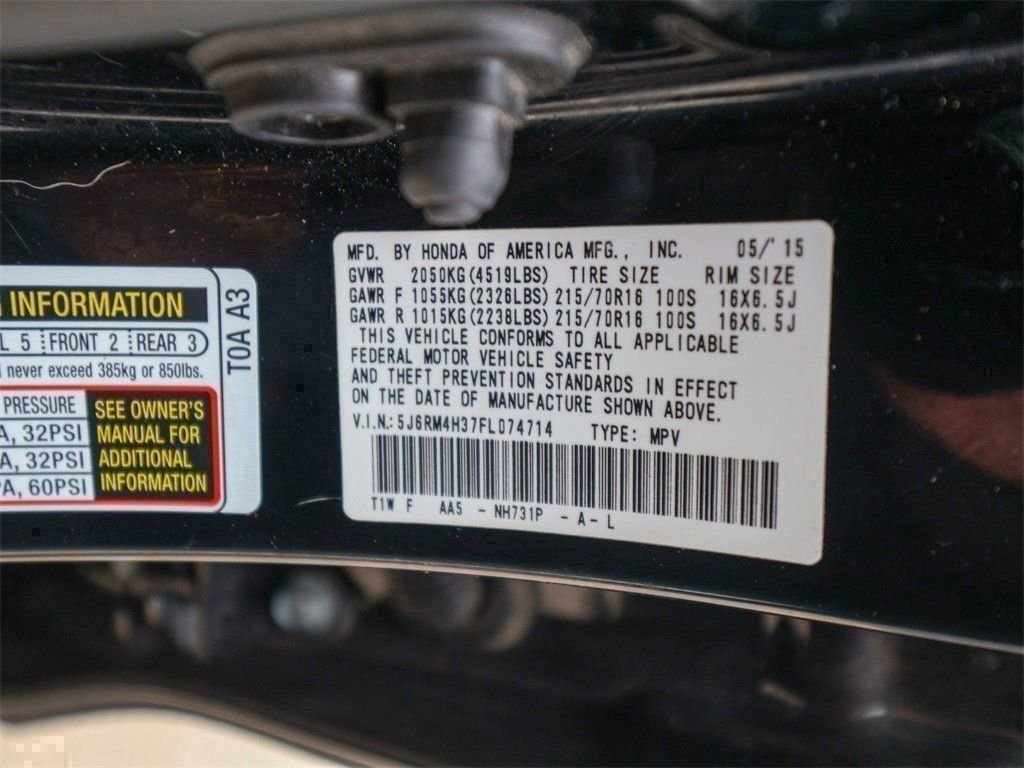 INFORMATION
L 5 FRONT 2 REAR 3
never exceed 385kg or 850lbs.
PRESSURE
A, 32PSI
A, 32PSI
PA, 60PSI
SEE OWNER'S
MANUAL FOR
ADDITIONAL
INFORMATION
T0A A3
MFD. BY HONDA OF AMERICA MFG., INC. 05/'15
GVWR 2050KG(4519LBS) TIRE SIZE RIM SIZE
GAWR F 1055KG(2326LBS) 215/70R16 100S 16X6.5J
GAWR R 1015KG(2238LBS) 215/70R16 100S 16X6.5J
THIS VEHICLE CONFORMS TO ALL APPLICABLE
FEDERAL MOTOR VEHICLE SAFETY
AND THEFT PREVENTION STANDARDS IN EFFECT
ON THE DATE OF MANUFACTURE SHOWN ABOVE.
V.I.N.:5J6RM4H37FL074714 TYPE: MPV
T1W F AA5 - NH731P - A - L